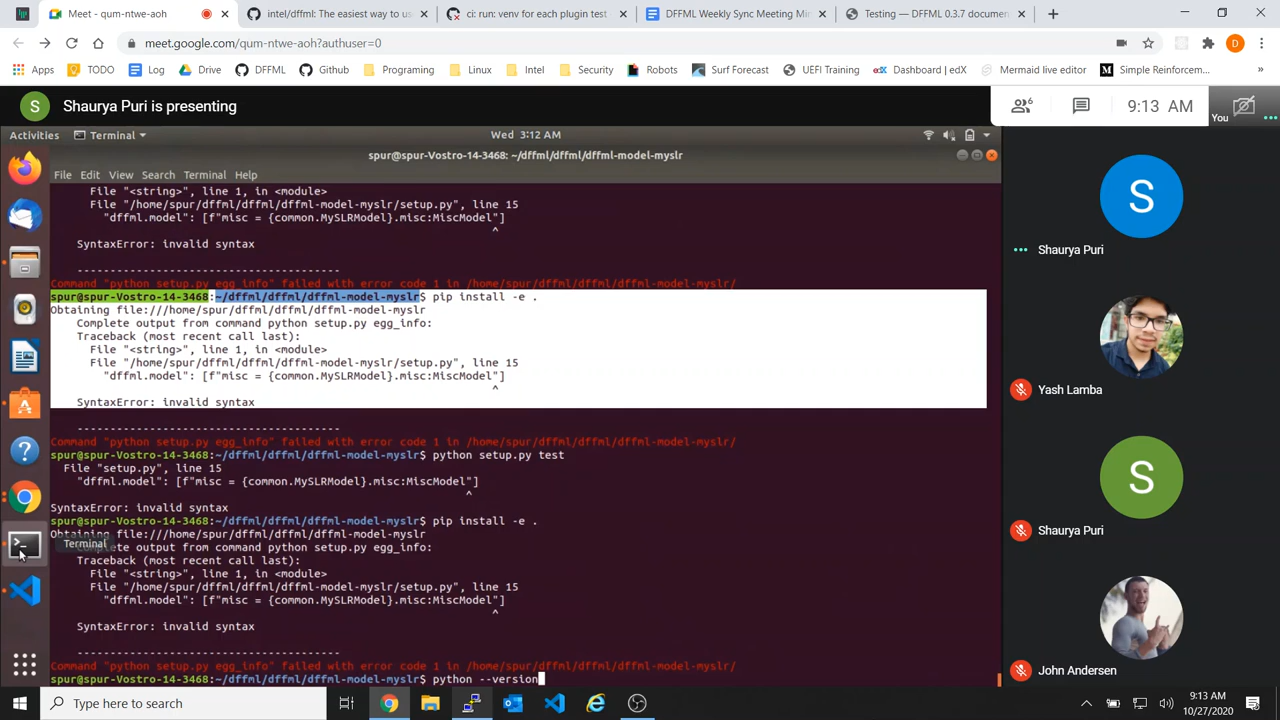 Meet - qum-ntwe-aoh
intel/dffml: The easiest way to us
ci: run: venv for each plugin test
DFFML Weekly Sync Meeting Min
Testing — DFFML 0.3.7 documen
meet.google.com/qum-ntwe-aoh?authuser=0
D
Apps
TODO
Log
Drive
DFFML
Github
Programing
Linux
Intel
Security
Robots
Surf Forecast
UEFI Training
Dashboard | edX
Mermaid live editor
Simple Reinforcem...
S
Shaurya Puri is presenting
6
9:13 AM
You
Activities
Terminal
Wed 3:12 AM
spur@spur-Vostro-14-3468: ~/dffml/dffml/dffml-model-myslr
File Edit View Search Terminal Help
File "<string>", line 1, in <module>
File "/home/spur/dffml/dffml/dffml-model-myslr/setup.py", line 15
"dffml.model": [f"misc = {common.MySLRModel}.misc:MiscModel"]
^
SyntaxError: invalid syntax
----------------------------------------
Command "python setup.py egg_info" failed with error code 1 in /home/spur/dffml/dffml/dffml-model-myslr/
spur@spur-Vostro-14-3468:~/dffml/dffml/dffml-model-myslr$ pip install -e .
Obtaining file:///home/spur/dffml/dffml/dffml-model-myslr
Complete output from command python setup.py egg_info:
Traceback (most recent call last):
File "<string>", line 1, in <module>
File "/home/spur/dffml/dffml/dffml-model-myslr/setup.py", line 15
"dffml.model": [f"misc = {common.MySLRModel}.misc:MiscModel"]
^
SyntaxError: invalid syntax
----------------------------------------
Command "python setup.py egg_info" failed with error code 1 in /home/spur/dffml/dffml/dffml-model-myslr/
spur@spur-Vostro-14-3468:~/dffml/dffml/dffml-model-myslr$ python setup.py test
File "setup.py", line 15
"dffml.model": [f"misc = {common.MySLRModel}.misc:MiscModel"]
^
SyntaxError: invalid syntax
spur@spur-Vostro-14-3468:~/dffml/dffml/dffml-model-myslr$ pip install -e .
Obtaining file:///home/spur/dffml/dffml/dffml-model-myslr
Terminal
Complete output from command python setup.py egg_info:
Traceback (most recent call last):
File "<string>", line 1, in <module>
File "/home/spur/dffml/dffml/dffml-model-myslr/setup.py", line 15
"dffml.model": [f"misc = {common.MySLRModel}.misc:MiscModel"]
^
SyntaxError: invalid syntax
----------------------------------------
Command "python setup.py egg_info" failed with error code 1 in /home/spur/dffml/dffml/dffml-model-myslr/
spur@spur-Vostro-14-3468:~/dffml/dffml/dffml-model-myslr$ python --version
S
Shaurya Puri
Yash Lamba
S
Shaurya Puri
John Andersen
Type here to search
9:13 AM
10/27/2020